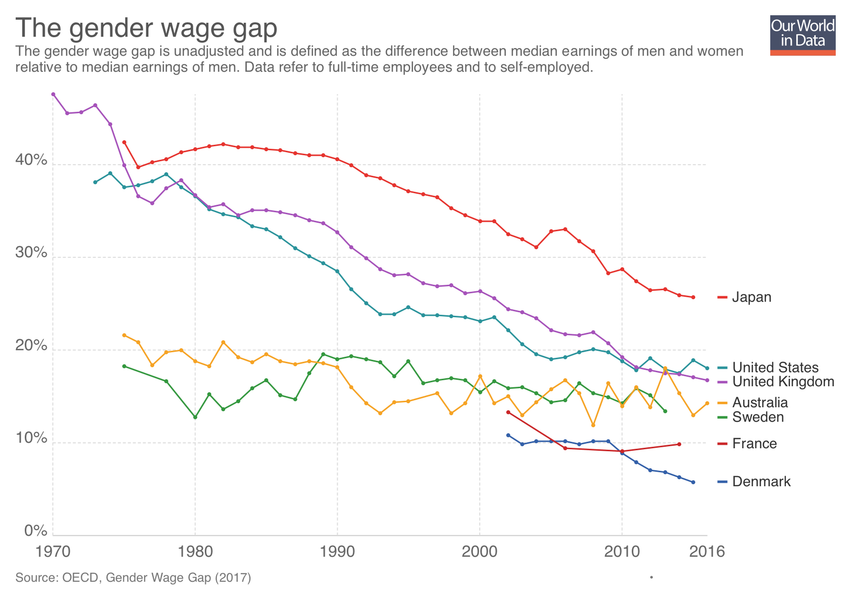 The gender wage gap
Our World
in Data
The gender wage gap is unadjusted and is defined as the difference between median earnings of men and women
relative to median earnings of men. Data refer to full-time employees and to self-employed.
40%
30%
Japan
20%
United States
United Kingdom
Australia
Sweden
10%
France
Denmark
0%
1970 1980 1990 2000 2010 2016
Source: OECD, Gender Wage Gap (2017)